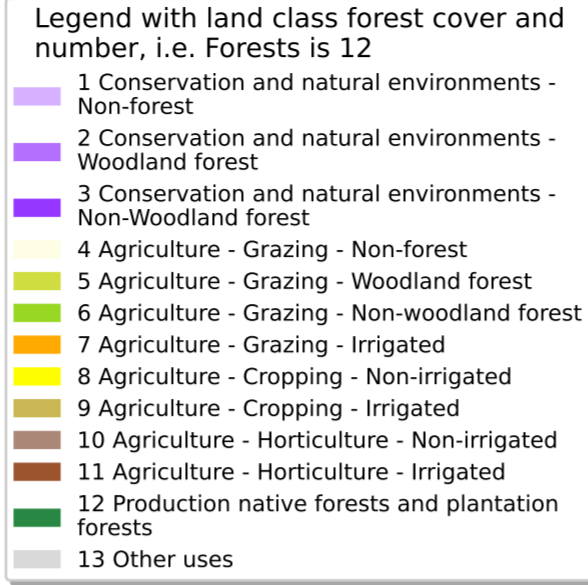 Legend with land class forest cover and
number, i.e. Forests is 12
1 Conservation and natural environments -
Non-forest
2 Conservation and natural environments -
Woodland forest
3 Conservation and natural environments -
Non-Woodland forest
4 Agriculture - Grazing - Non-forest
5 Agriculture - Grazing - Woodland forest
6 Agriculture - Grazing - Non-woodland forest
7 Agriculture - Grazing - Irrigated
8 Agriculture - Cropping - Non-irrigated
9 Agriculture - Cropping - Irrigated
10 Agriculture - Horticulture - Non-irrigated
11 Agriculture - Horticulture - Irrigated
12 Production native forests and plantation
forests
13 Other uses